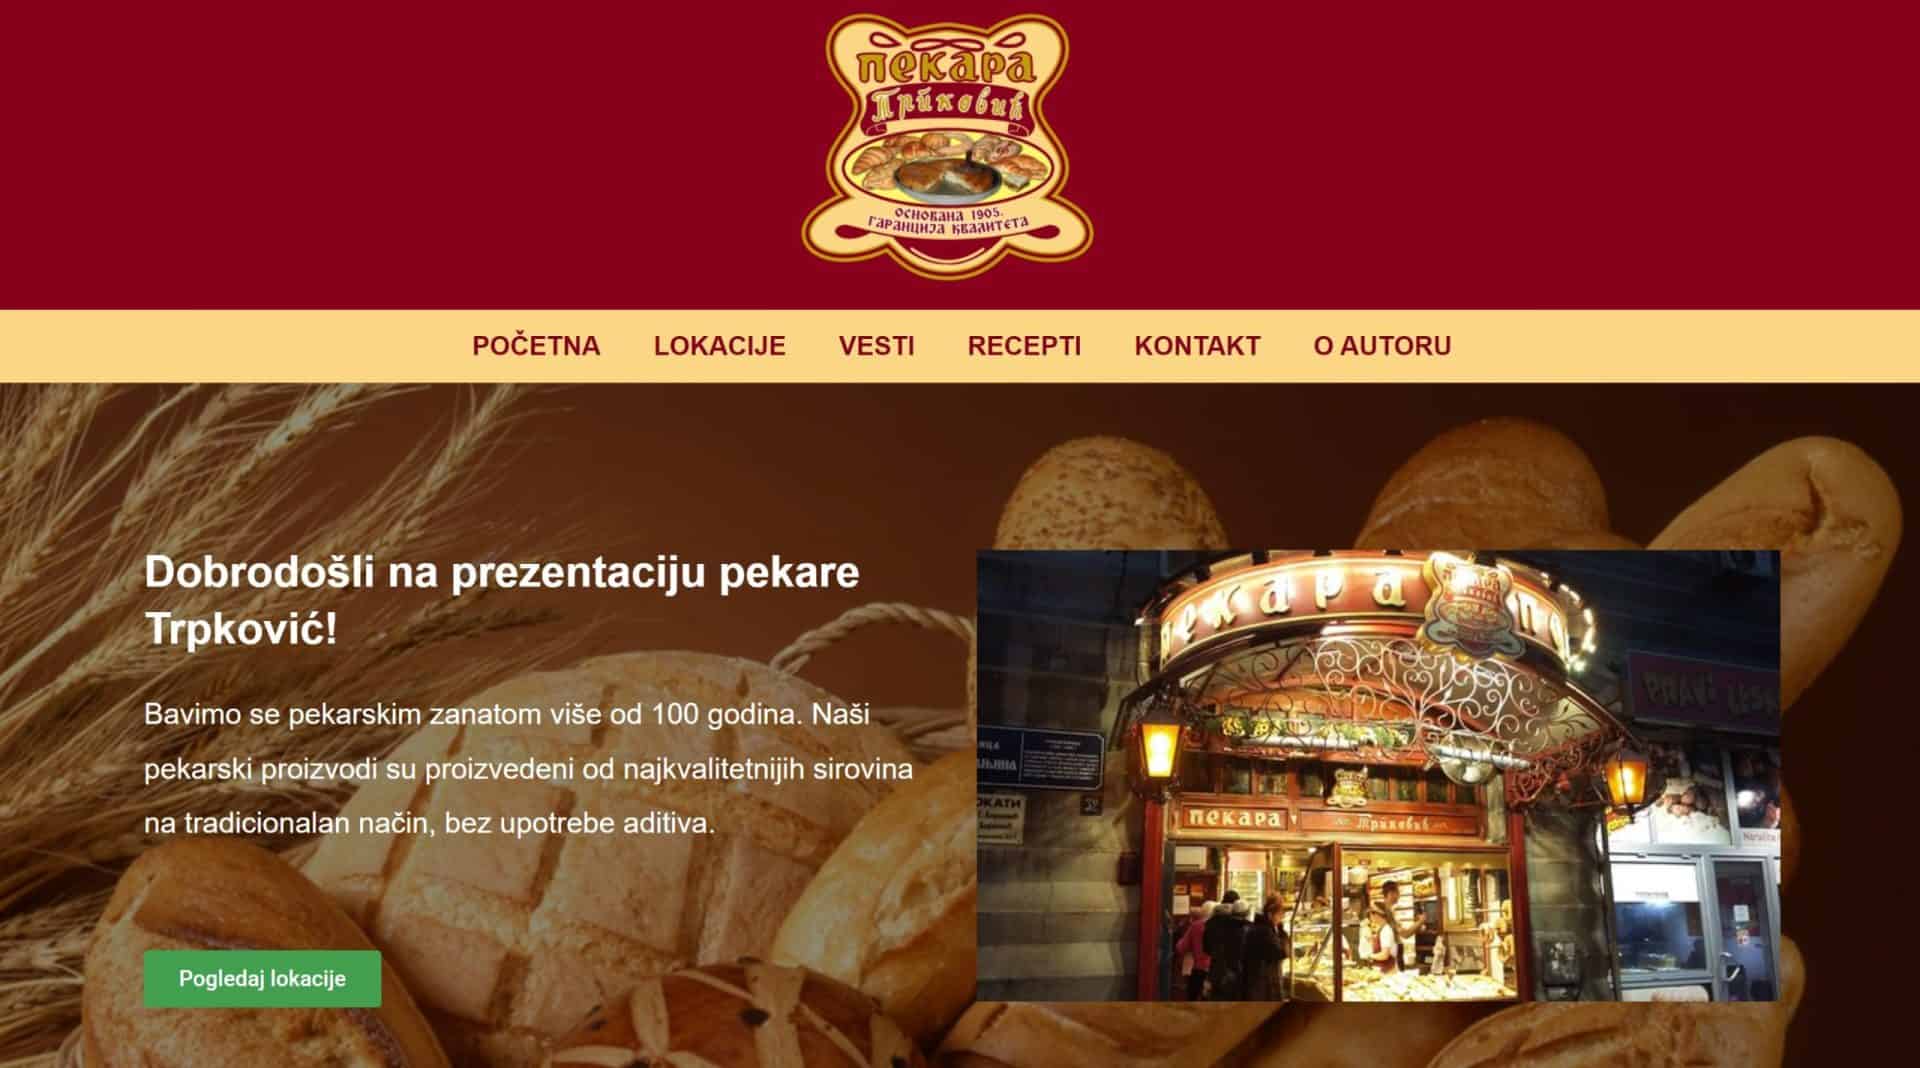 пекара
Трпковић
ОСНОВАНА 1905.
ГАРАНЦИЈА КВАЛИТЕТА
POČETNA LOKACIJE VESTI RECEPTI KONTAKT O AUTORU
Dobrodošli na prezentaciju pekare
Trpković!
Bavimo se pekarskim zanatom više od 100 godina. Naši
pekarski proizvodi su proizvedeni od najkvalitetnijih sirovina
na tradicionalan način, bez upotrebe aditiva.
Pogledaj lokacije
пекара
пекара Трпковић